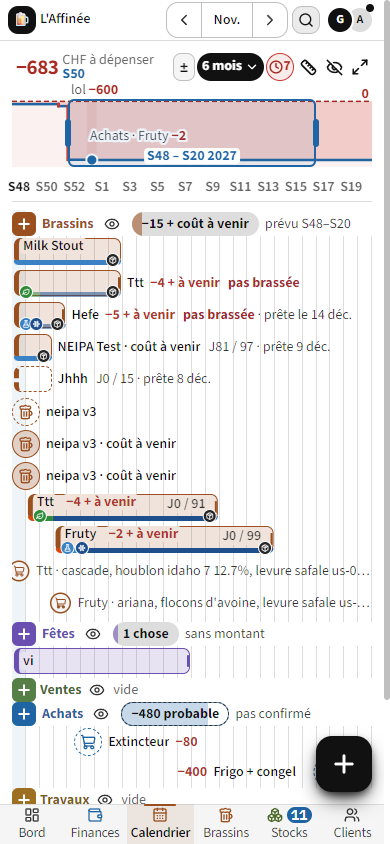 L'Affinée
Nov.
G
A
−683 CHF à dépenser
S50
±
6 mois
7
lol −600
0
Achats · Fruty −2
S48 – S20 2027
S48 S50 S52 S1 S3 S5 S7 S9 S11 S13 S15 S17 S19
Brassins −15 + coût à venir prévu S48–S20
Milk Stout
Ttt −4 + à venir pas brassée
Hefe −5 + à venir pas brassée · prête le 14 déc.
NEIPA Test · coût à venir J81 / 97 · prête 9 déc.
Jhhh J0 / 15 · prête 8 déc.
neipa v3
neipa v3 · coût à venir
neipa v3 · coût à venir
Ttt −4 + à venir J0 / 91
Fruty −2 + à venir J0 / 99
Ttt · cascade, houblon idaho 7 12.7%, levure safale us-0…
Fruty · ariana, flocons d'avoine, levure safale us-…
Fêtes 1 chose sans montant
vi
Ventes vide
Achats −480 probable pas confirmé
Extincteur −80
−400 Frigo + congel
Travaux vide
Bord Finances Calendrier Brassins Stocks 11 Clients